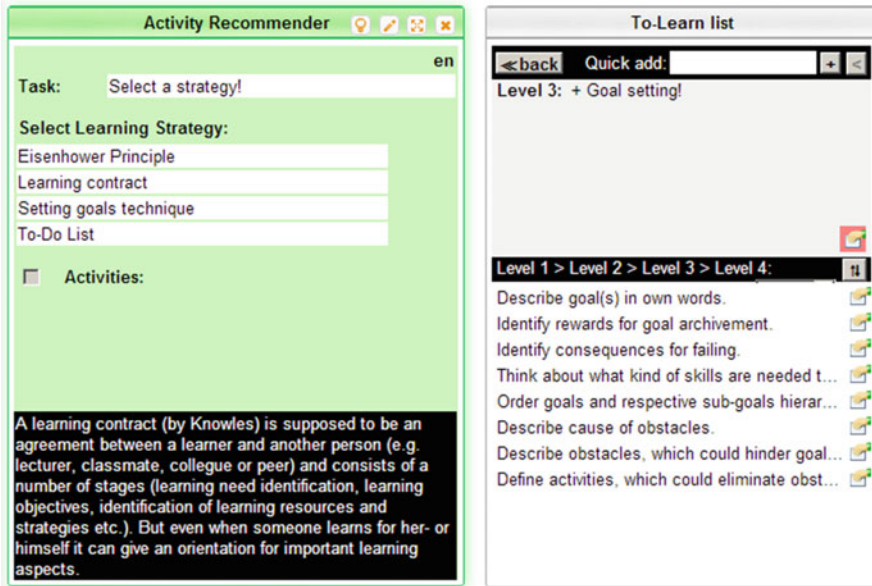 Activity Recommender
en
Task: Select a strategy!
Select Learning Strategy:
Eisenhower Principle
Learning contract
Setting goals technique
To-Do List
Activities:
A learning contract (by Knowles) is supposed to be an
agreement between a learner and another person (e.g.
lecturer, classmate, collegue or peer) and consists of a
number of stages (learning need identification, learning
objectives, identification of learning resources and
strategies etc.). But even when someone learns for her- or
himself it can give an orientation for important learning
aspects.
To-Learn list
≪back Quick add: + <
Level 3: + Goal setting!
Level 1 > Level 2 > Level 3 > Level 4:
Describe goal(s) in own words.
Identify rewards for goal archivement.
Identify consequences for failing.
Think about what kind of skills are needed t...
Order goals and respective sub-goals hierar...
Describe cause of obstacles.
Describe obstacles, which could hinder goal...
Define activities, which could eliminate obst...